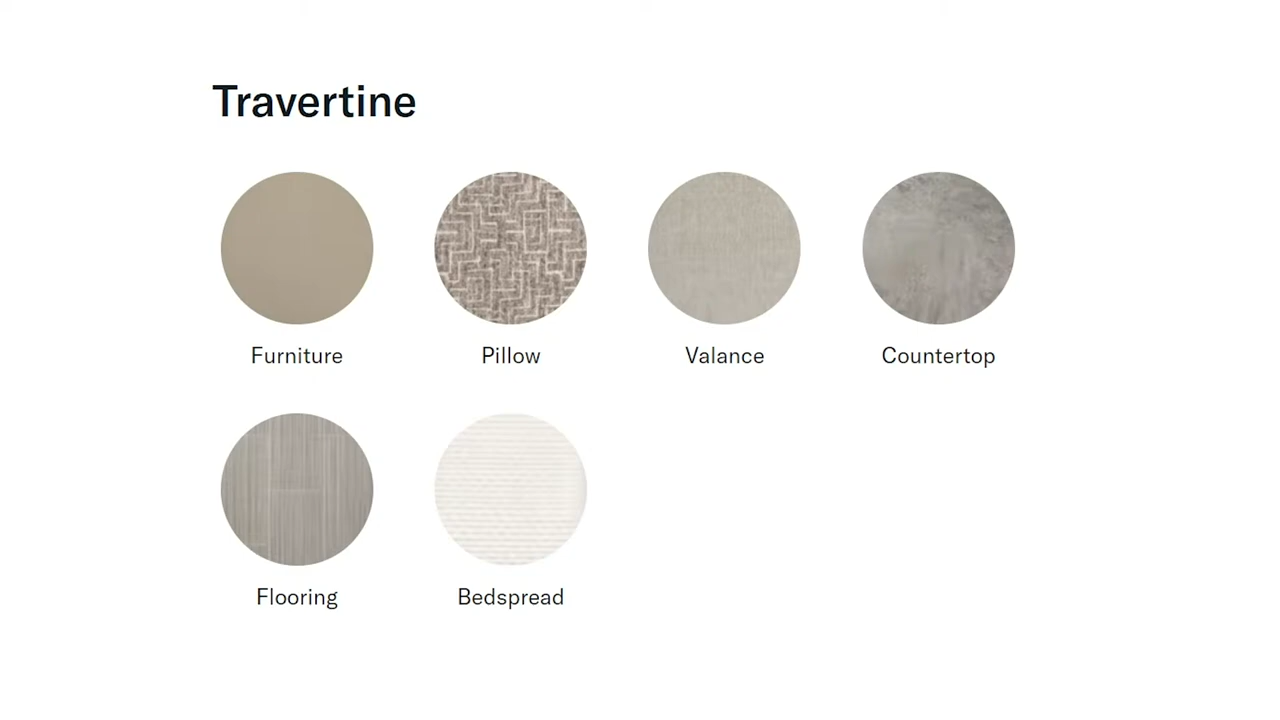 Travertine
Furniture
Pillow
Valance
Countertop
Flooring
Bedspread